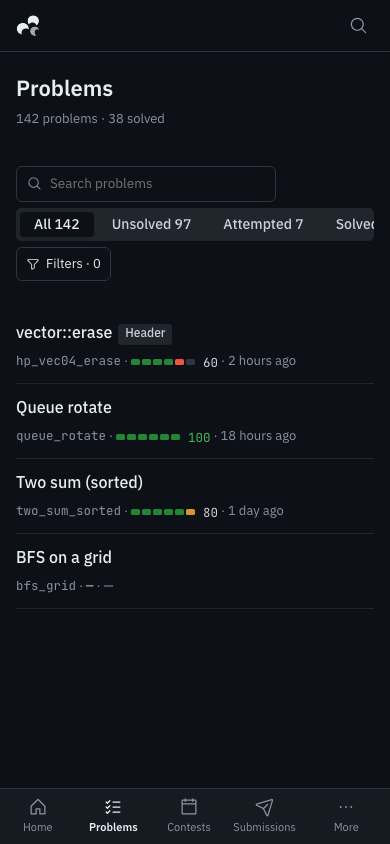 Problems
142 problems · 38 solved
Search problems
All 142 Unsolved 97 Attempted 7 Solved
Filters · 0
vector::erase Header
hp_vec04_erase · 60 · 2 hours ago
Queue rotate
queue_rotate · 100 · 18 hours ago
Two sum (sorted)
two_sum_sorted · 80 · 1 day ago
BFS on a grid
bfs_grid · — · —
Home Problems Contests Submissions More